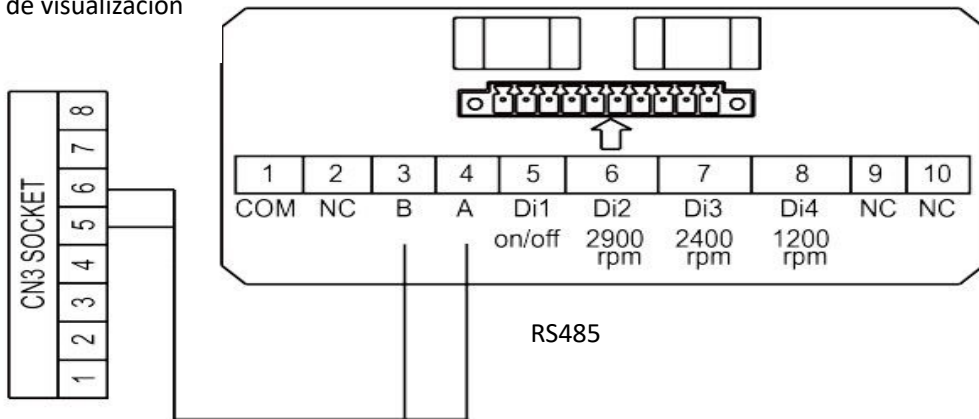 de visualización
CN3 SOCKET
8
7
6
5
4
3
2
1
1 2 3 4 5 6 7 8 9 10
COM NC B A Di1 Di2 Di3 Di4 NC NC
on/off 2900 2400 1200
rpm rpm rpm
RS485